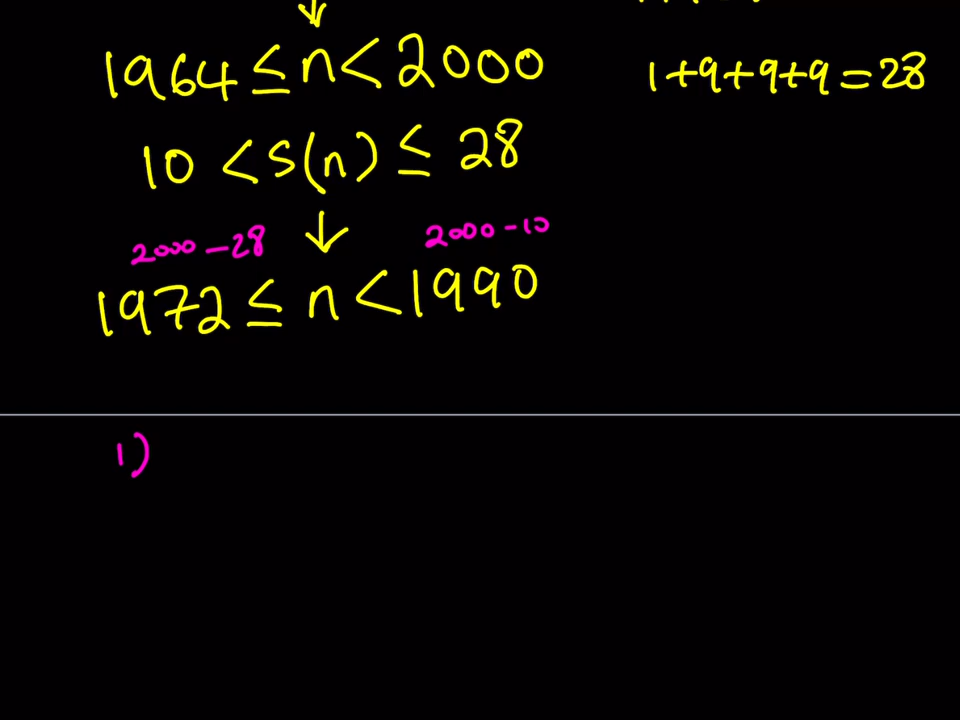 ↓
1964 ≤ n < 2000
1+9+9+9=28
10 < S(n) ≤ 28
↓
2000-28
2000-10
1972 ≤ n < 1990
1)